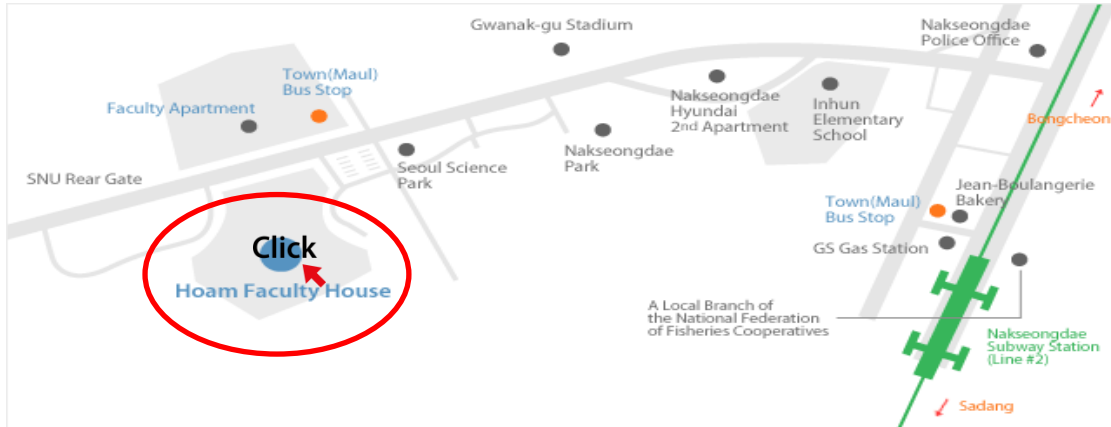 Gwanak-gu Stadium
Nakseongdae
Police Office
Town(Maul)
Bus Stop
Faculty Apartment
Nakseongdae
Hyundai
2nd Apartment
Inhun
Elementary
School
Bongcheon
Nakseongdae
Park
Seoul Science
Park
SNU Rear Gate
Jean-Boulangerie
Bakery
Town(Maul)
Bus Stop
GS Gas Station
Click
Hoam Faculty House
A Local Branch of
the National Federation
of Fisheries Cooperatives
Nakseongdae
Subway Station
(Line #2)
Sadang